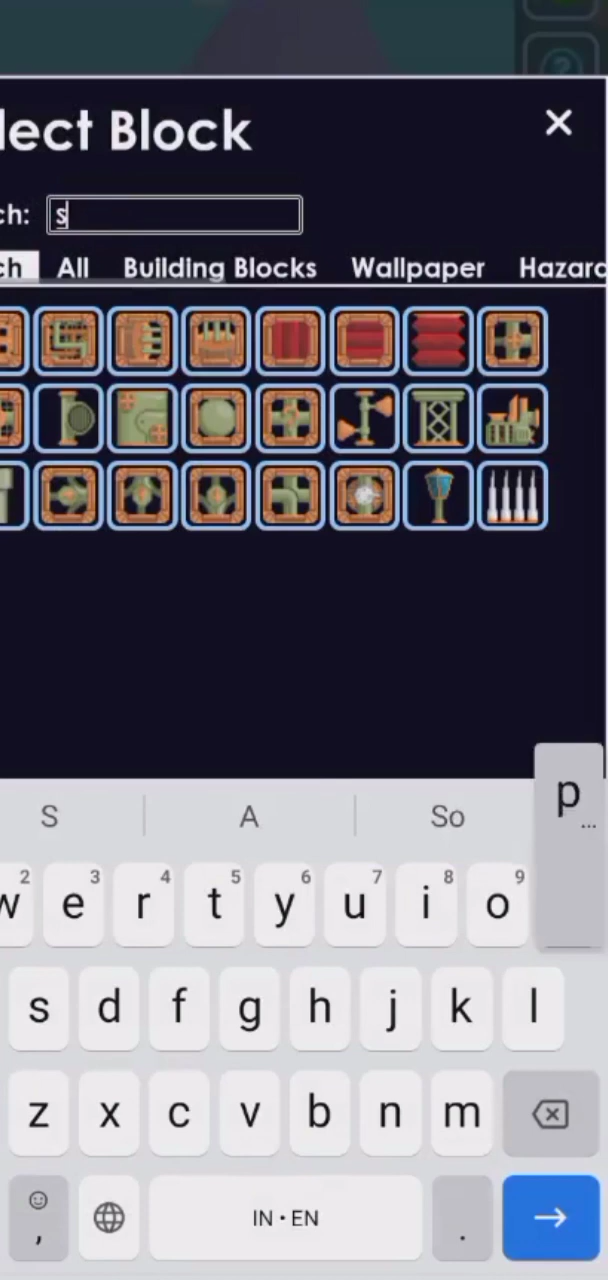 lect Block
ch: s
ch All Building Blocks Wallpaper Hazard
S A So
p
...
w 2 e 3 r 4 t 5 y 6 u 7 i 8 o 9
s d f g h j k l
z x c v b n m
, IN • EN .